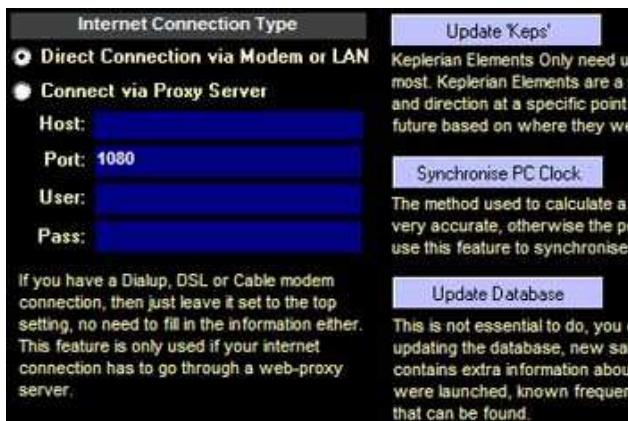 Internet Connection Type
Direct Connection via Modem or LAN
Connect via Proxy Server
Host:
Port: 1080
User:
Pass:
If you have a Dialup, DSL or Cable modem
connection, then just leave it set to the top
setting, no need to fill in the information either.
This feature is only used if your internet
connection has to go through a web-proxy
server.
Update 'Keps'
Keplerian Elements Only need u
most. Keplerian Elements are a
and direction at a specific point
future based on where they we
Synchronise PC Clock
The method used to calculate a
very accurate, otherwise the p
use this feature to synchronise
Update Database
This is not essential to do, you
updating the database, new sa
contains extra information abou
were launched, known frequen
that can be found.